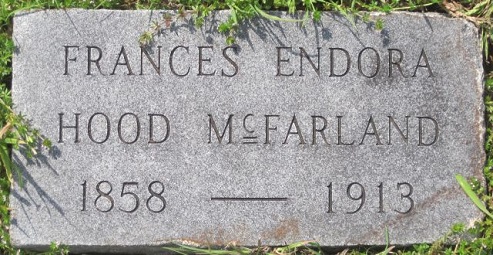 FRANCES ENDORA
HOOD McFARLAND
1858 — 1913